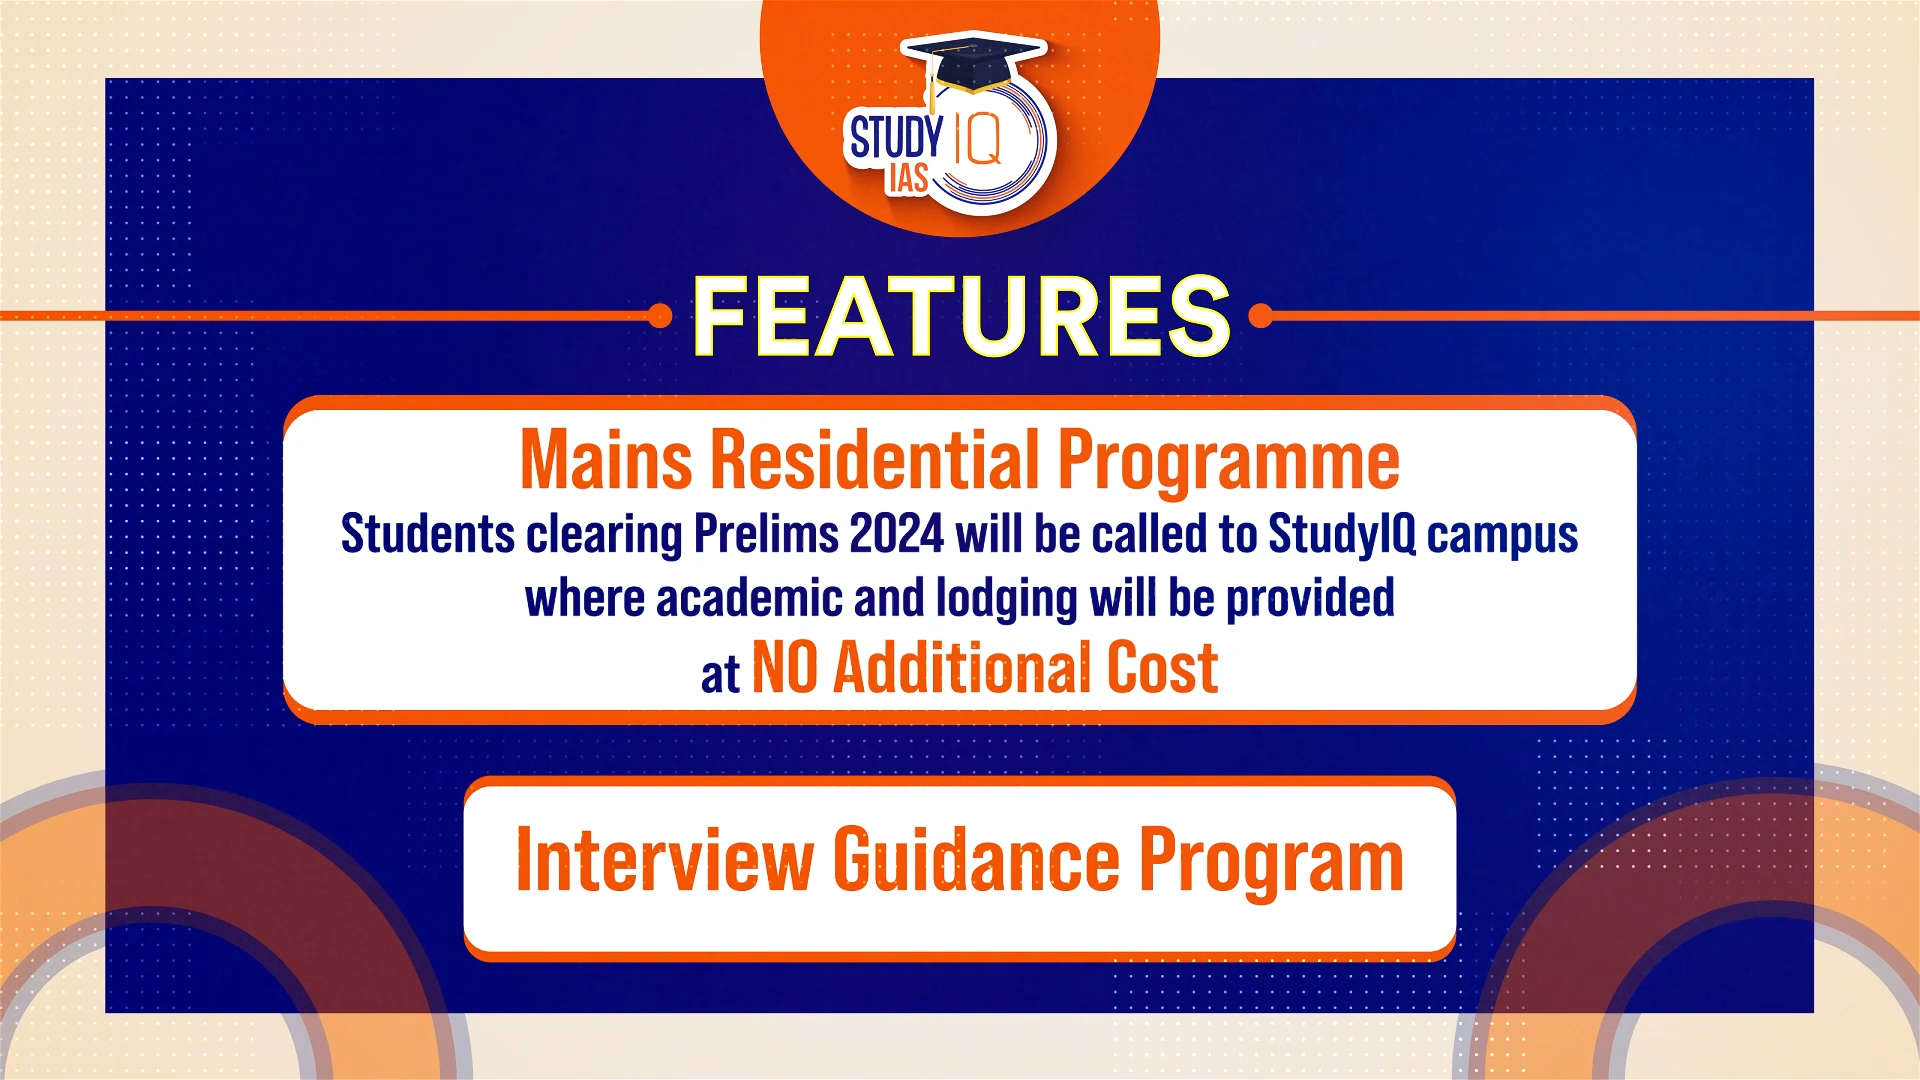 STUDY IQ
IAS
FEATURES
Mains Residential Programme
Students clearing Prelims 2024 will be called to StudyIQ campus
where academic and lodging will be provided
at NO Additional Cost
Interview Guidance Program